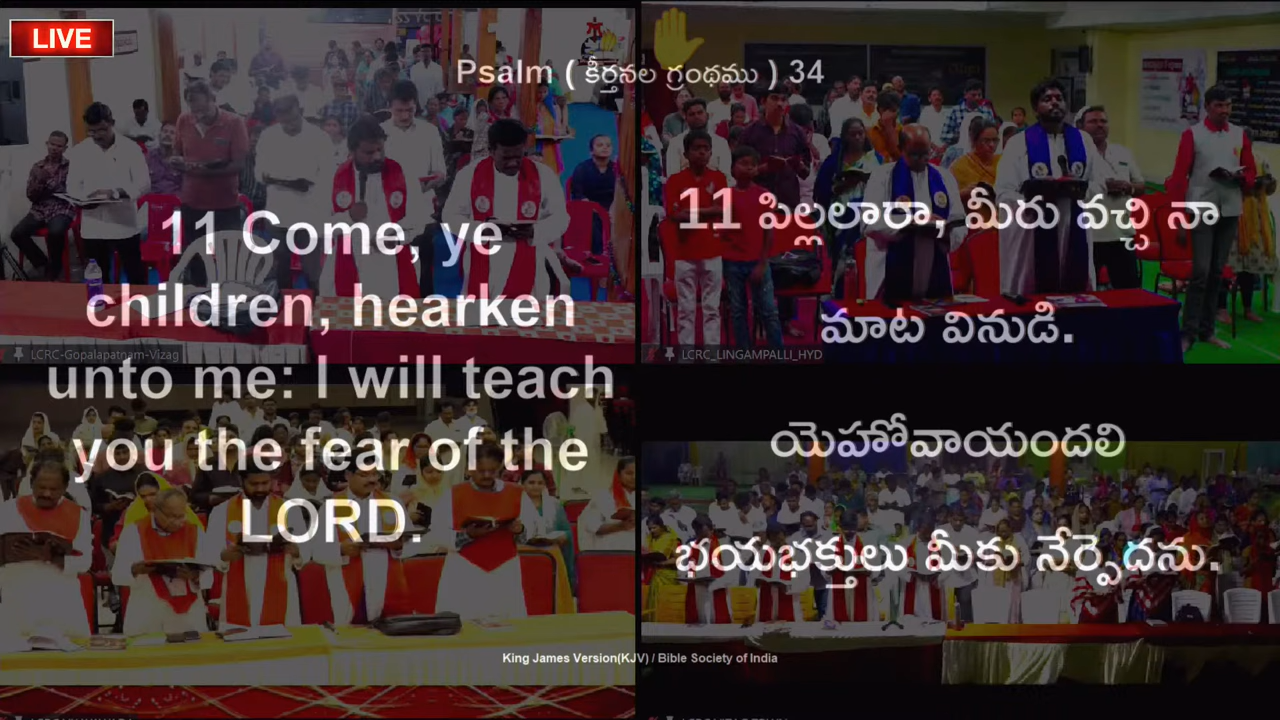 LIVE
Psalm ( కీర్తనల గ్రంథము ) 34
11 Come, ye
children, hearken
unto me: I will teach
you the fear of the
LORD.
11 పిల్లలారా, మీరు వచ్చి నా
మాట వినుడి.
యెహోవాయందలి
భయభక్తులు మీకు నేర్పెదను.
LCRC-Gopalapatnam-Vizag
LCRC_LINGAMPALLI_HYD
King James Version(KJV) / Bible Society of India